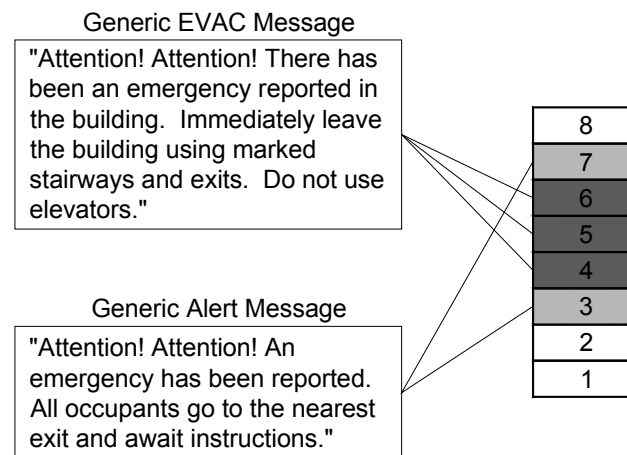 Generic EVAC Message
"Attention! Attention! There has
been an emergency reported in
the building.  Immediately leave
the building using marked
stairways and exits.  Do not use
elevators."
8
7
6
5
4
3
2
1
Generic Alert Message
"Attention! Attention! An
emergency has been reported.
All occupants go to the nearest
exit and await instructions."